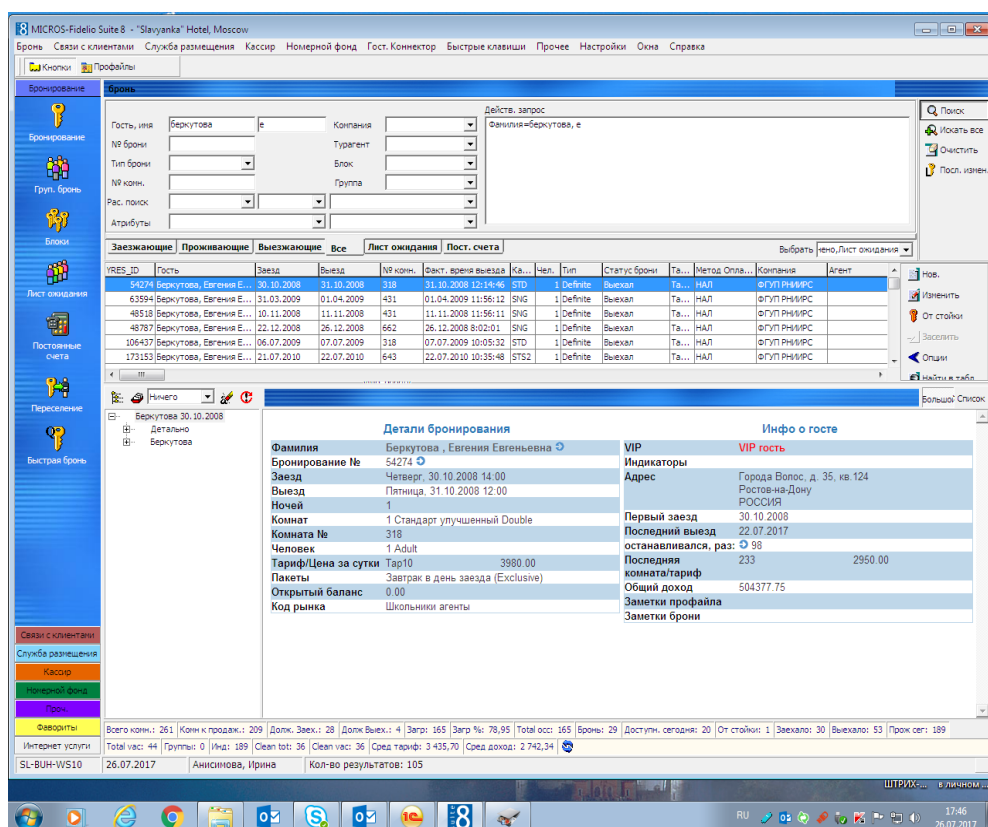 MICROS-Fidelio Suite 8 - "Slavyanka" Hotel, Moscow
Бронь Связи с клиентами Служба размещения Кассир Номерной фонд Гост. Коннектор Быстрые клавиши Прочее Настройки Окна Справка
Кнопки Профайлы
Бронирование бронь
Действ. запрос
Гость, имя беркутова е Компания Фамилия=беркутова, е
№ брони Турагент
Тип брони Блок
№ комн. Группа
Рас. поиск
Атрибуты
Поиск
Искать все
Очистить
Посл. измен.
Бронирование
Груп. бронь
Блоки
Лист ожидания
Постоянные
счета
Переселение
Быстрая бронь
Заезжающие Проживающие Выезжающие Все Лист ожидания Пост. счета Выбрать нено,Лист ожидания
YRES_ID Гость Заезд Выезд № комн. Факт. время выезда Ка... Чел. Тип Статус брони Та... Метод Опла... Компания Агент
54274 Беркутова, Евгения Е... 30.10.2008 31.10.2008 318 31.10.2008 12:14:46 STD 1 Definite Выехал Та... НАЛ ФГУП РНИИРС
63594 Беркутова, Евгения Е... 31.03.2009 01.04.2009 431 01.04.2009 11:56:12 SNG 1 Definite Выехал Та... НАЛ ФГУП РНИИРС
48518 Беркутова, Евгения Е... 10.11.2008 11.11.2008 431 11.11.2008 11:56:11 SNG 1 Definite Выехал Та... НАЛ ФГУП РНИИРС
48787 Беркутова, Евгения Е... 22.12.2008 26.12.2008 662 26.12.2008 8:02:01 SNG 1 Definite Выехал Та... НАЛ ФГУП РНИИРС
106437 Беркутова, Евгения Е... 06.07.2009 07.07.2009 318 07.07.2009 10:05:32 STD 1 Definite Выехал Та... НАЛ ФГУП РНИИРС
173153 Беркутова, Евгения Е... 21.07.2010 22.07.2010 643 22.07.2010 10:35:48 STS2 1 Definite Выехал Та... НАЛ ФГУП РНИИРС
Нов.
Изменить
От стойки
Заселить
Опции
Найти в табл
Ничего Большой Список
Беркутова 30.10.2008
Детально
Беркутова
Детали бронирования
Фамилия Беркутова , Евгения Евгеньевна
Бронирование № 54274
Заезд Четверг, 30.10.2008 14:00
Выезд Пятница, 31.10.2008 12:00
Ночей 1
Комнат 1 Стандарт улучшенный Double
Комната № 318
Человек 1 Adult
Тариф/Цена за сутки Тар10 3980.00
Пакеты Завтрак в день заезда (Exclusive)
Открытый баланс 0.00
Код рынка Школьники агенты
Инфо о госте
VIP VIP гость
Индикаторы
Адрес Города Волос, д. 35, кв.124
Ростов-на-Дону
РОССИЯ
Первый заезд 30.10.2008
Последний выезд 22.07.2017
останавливался, раз: 98
Последняя 233 2950.00
комната/тариф
Общий доход 504377.75
Заметки профайла
Заметки брони
Связи с клиентами
Служба размещения
Кассир
Номерной фонд
Проч.
Фавориты
Интернет услуги
Всего комн.: 261 Комн к продаж.: 209 Долж. Заех.: 28 Долж Выех.: 4 Загр: 165 Загр %: 78,95 Total occ: 165 Бронь: 29 Доступн. сегодня: 20 От стойки: 1 Заехало: 30 Выехало: 53 Прож сег: 189
Total vac: 44 Группы: 0 Инд: 189 Clean tot: 36 Clean vac: 36 Сред тариф: 3 435,70 Сред доход: 2 742,34
SL-BUH-WS10 26.07.2017 Анисимова, Ирина Кол-во результатов: 105
ШТРИХ-... в личном ...
RU 17:46
26.07.2017